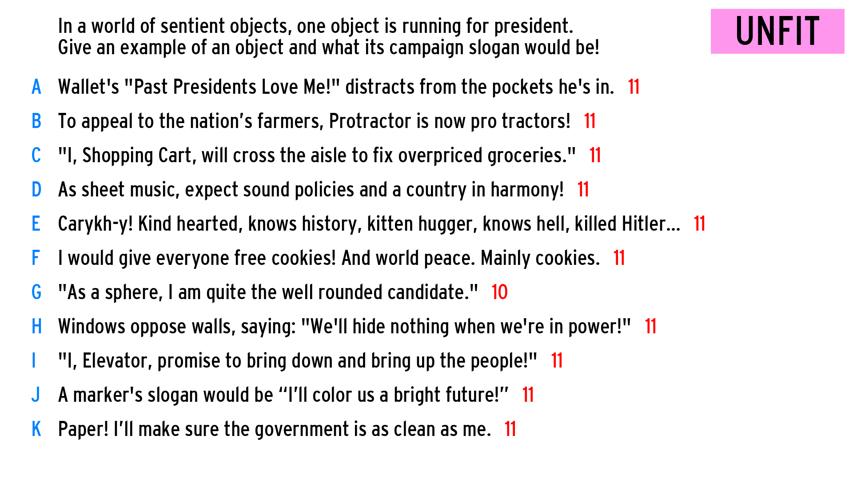 In a world of sentient objects, one object is running for president.
Give an example of an object and what its campaign slogan would be!
UNFIT
A Wallet's "Past Presidents Love Me!" distracts from the pockets he's in. 11
B To appeal to the nation’s farmers, Protractor is now pro tractors! 11
C "I, Shopping Cart, will cross the aisle to fix overpriced groceries." 11
D As sheet music, expect sound policies and a country in harmony! 11
E Carykh-y! Kind hearted, knows history, kitten hugger, knows hell, killed Hitler... 11
F I would give everyone free cookies! And world peace. Mainly cookies. 11
G "As a sphere, I am quite the well rounded candidate." 10
H Windows oppose walls, saying: "We'll hide nothing when we're in power!" 11
I "I, Elevator, promise to bring down and bring up the people!" 11
J A marker's slogan would be “I’ll color us a bright future!” 11
K Paper! I’ll make sure the government is as clean as me. 11